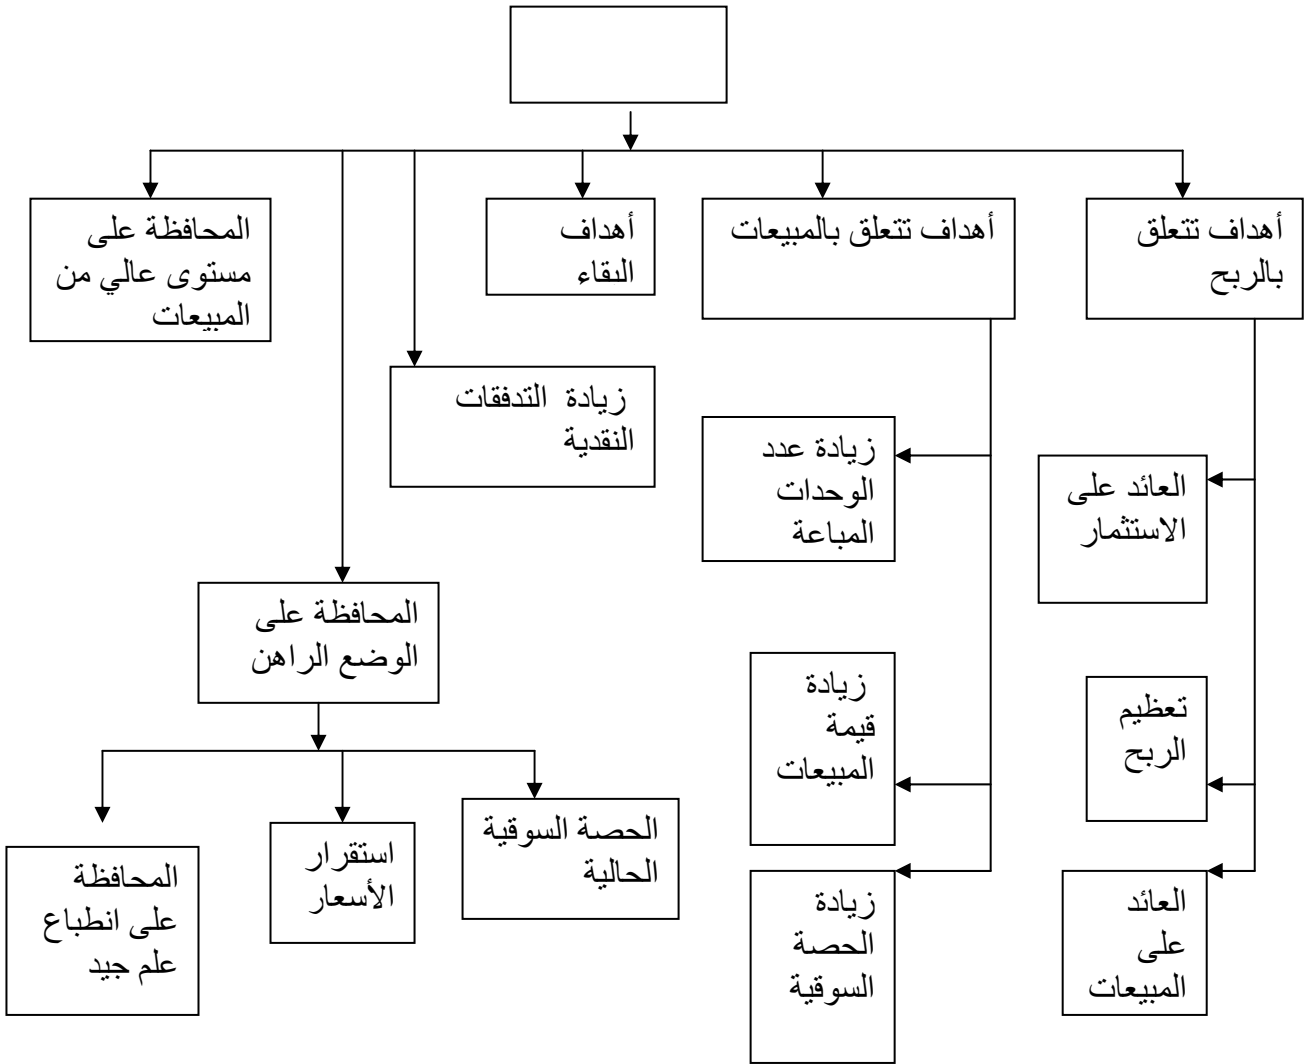 أهداف تتعلق
بالربح
أهداف تتعلق بالمبيعات
أهداف
البقاء
المحافظة على
مستوى عالي من
المبيعات
زيادة التدفقات
النقدية
زيادة عدد
الوحدات
المباعة
العائد على
الاستثمار
المحافظة على
الوضع الراهن
زيادة
قيمة
المبيعات
تعظيم
الربح
الحصة السوقية
الحالية
استقرار
الأسعار
المحافظة
على انطباع
علم جيد
زيادة
الحصة
السوقية
العائد
على
المبيعات